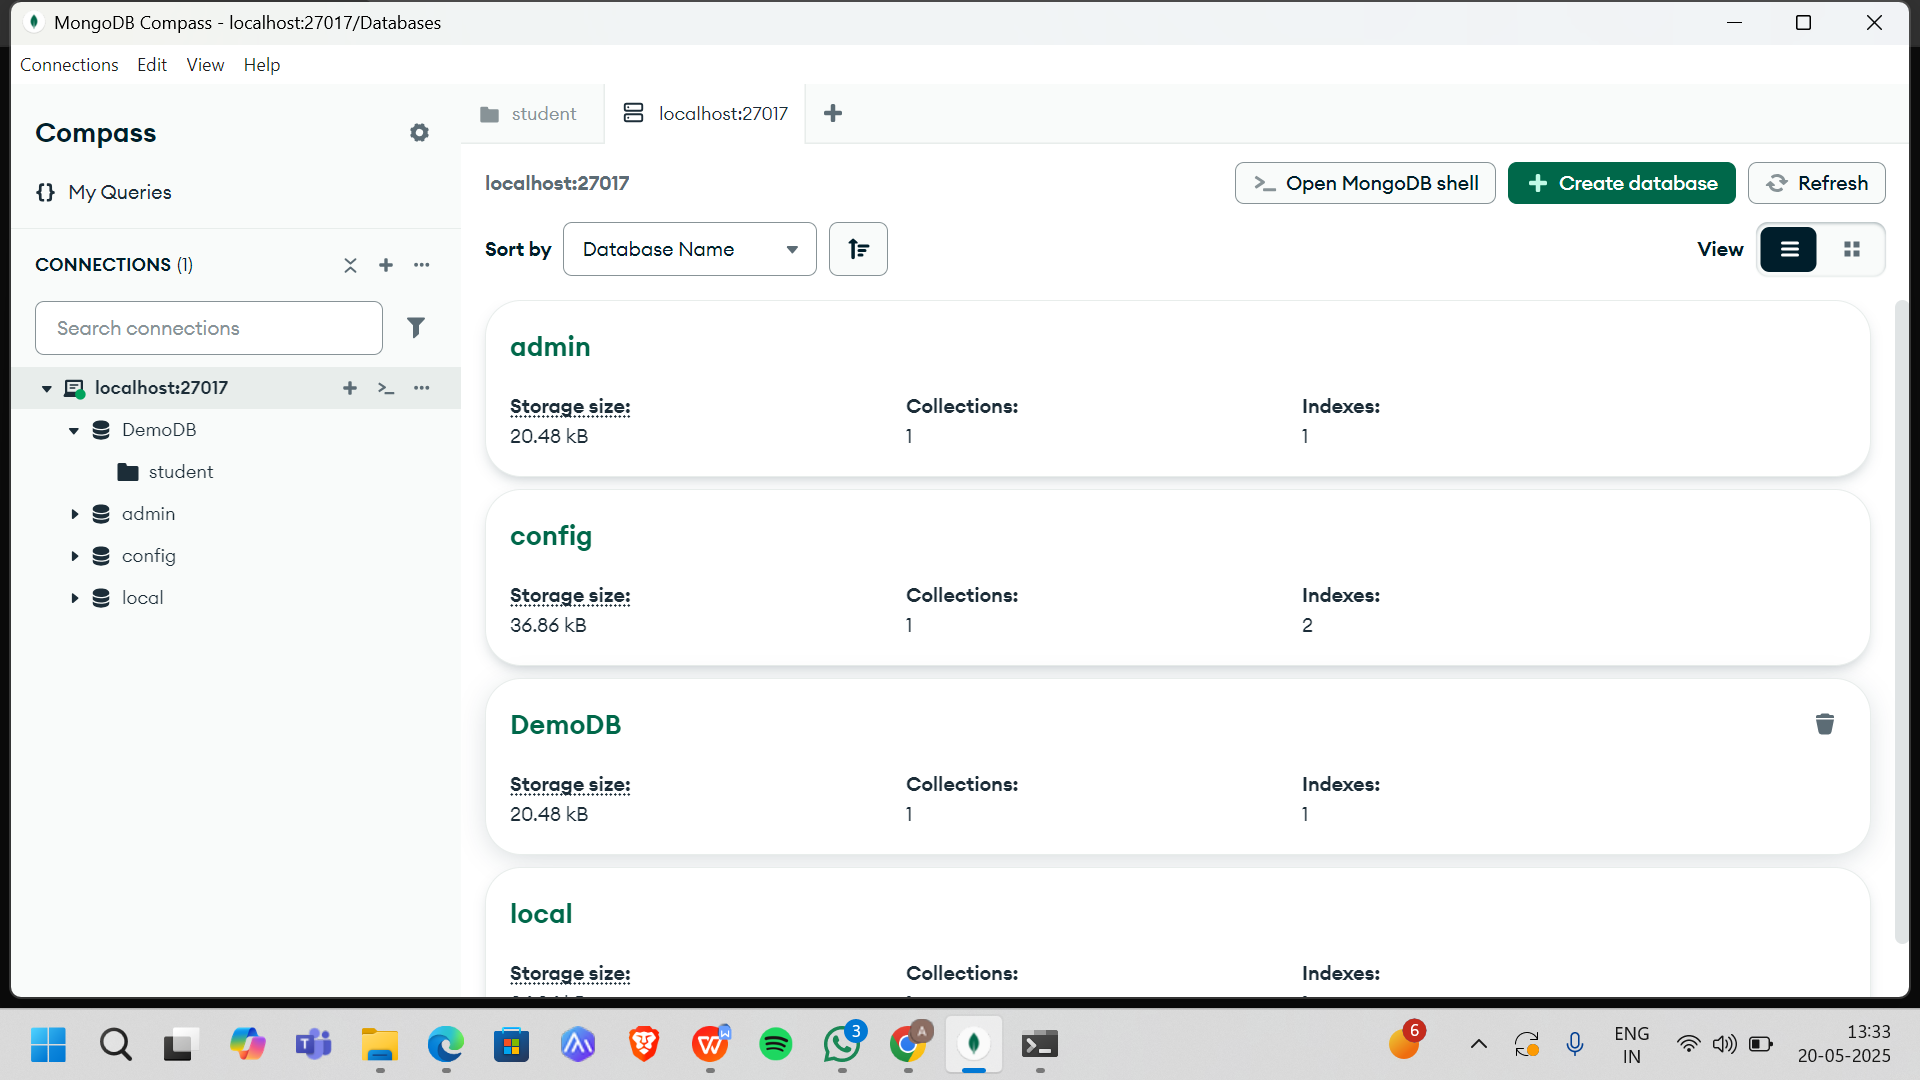 MongoDB Compass - localhost:27017/Databases
Connections Edit View Help
Compass
{} My Queries
CONNECTIONS (1)
Search connections
localhost:27017
DemoDB
student
admin
config
local
student
localhost:27017
localhost:27017
>_ Open MongoDB shell
Create database
Refresh
Sort by
Database Name
View
admin
Storage size: Collections: Indexes:
20.48 kB 1 1
config
Storage size: Collections: Indexes:
36.86 kB 1 2
DemoDB
Storage size: Collections: Indexes:
20.48 kB 1 1
local
Storage size: Collections: Indexes:
3
A
6
ENG
IN
13:33
20-05-2025